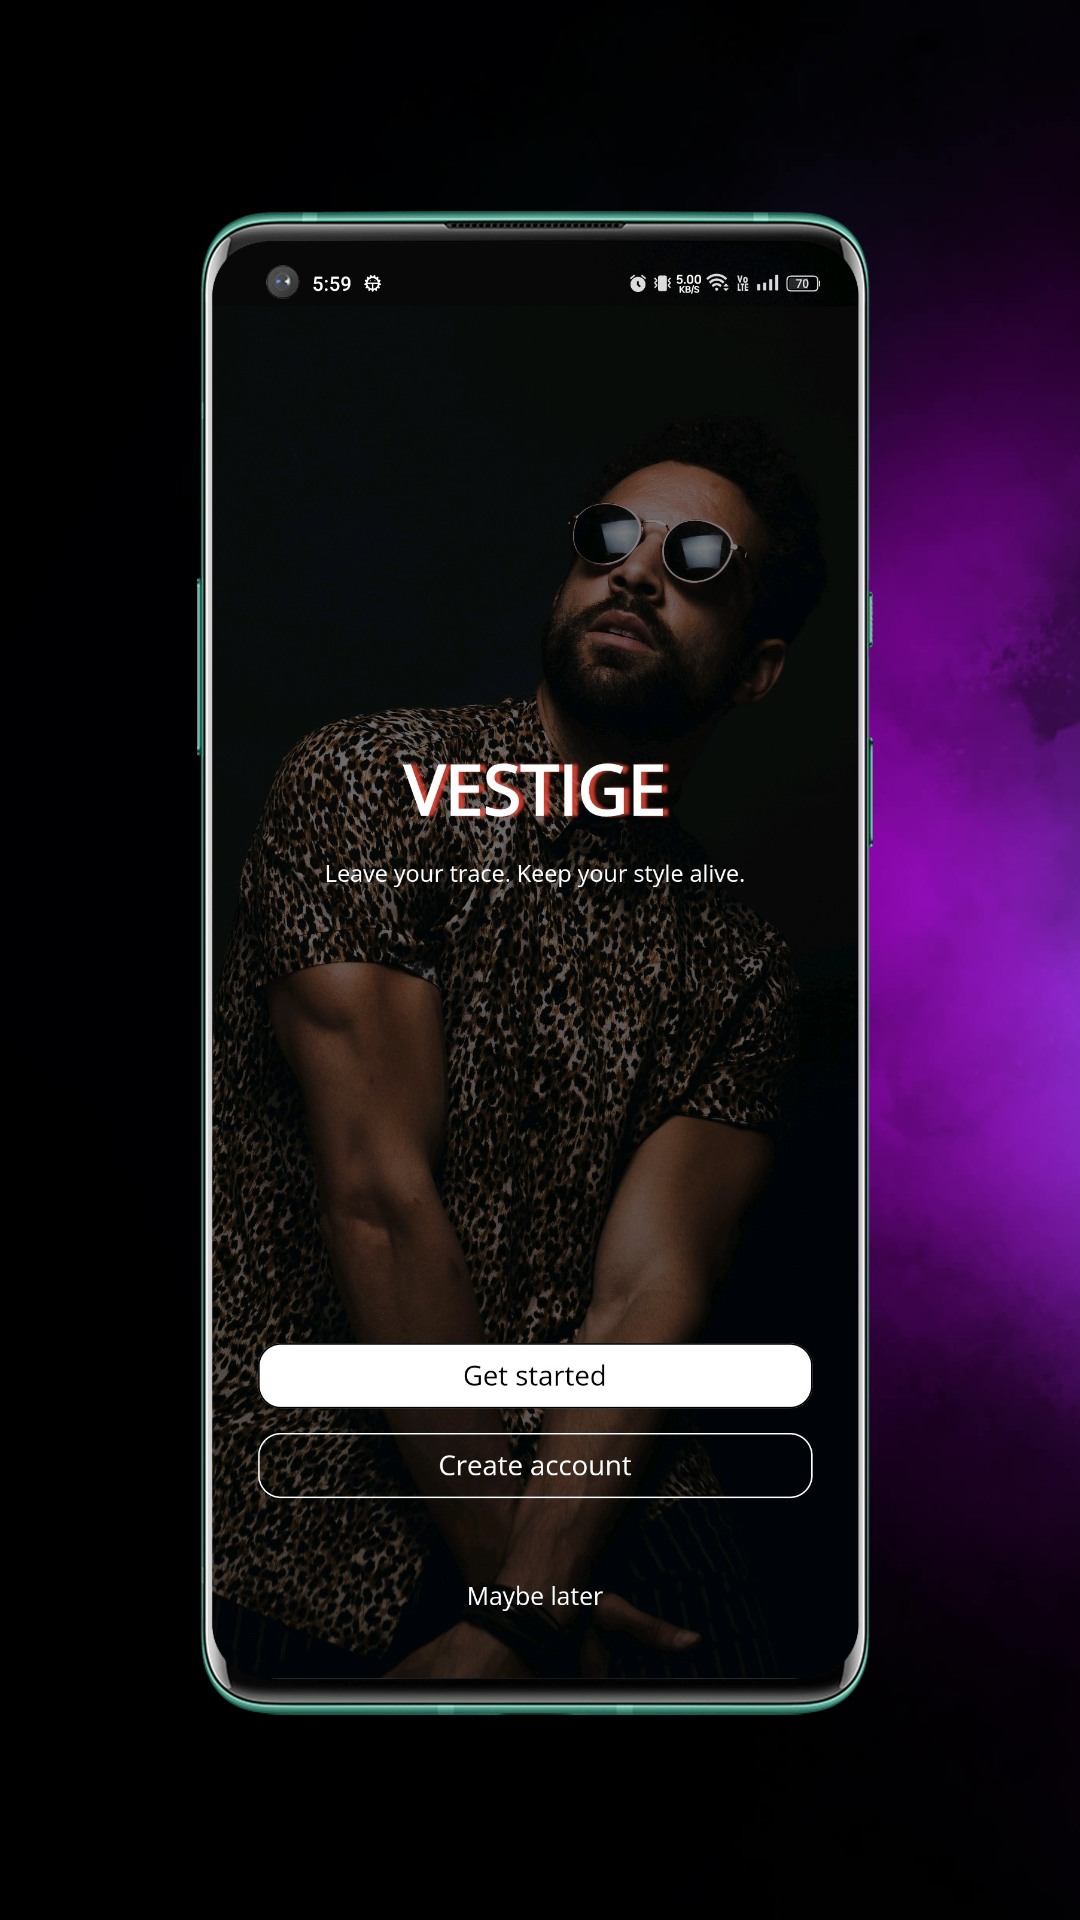 5:59 5.00 KB/S Vo LTE 70
VESTIGE
Leave your trace. Keep your style alive.
Get started
Create account
Maybe later